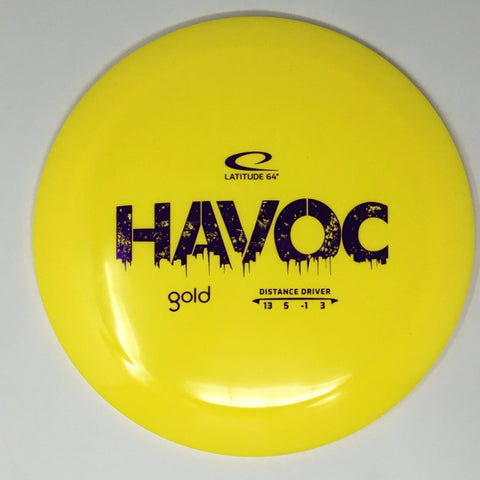 LATITUDE 64°
HAVOC
gold
DISTANCE DRIVER
13 5 -1 3